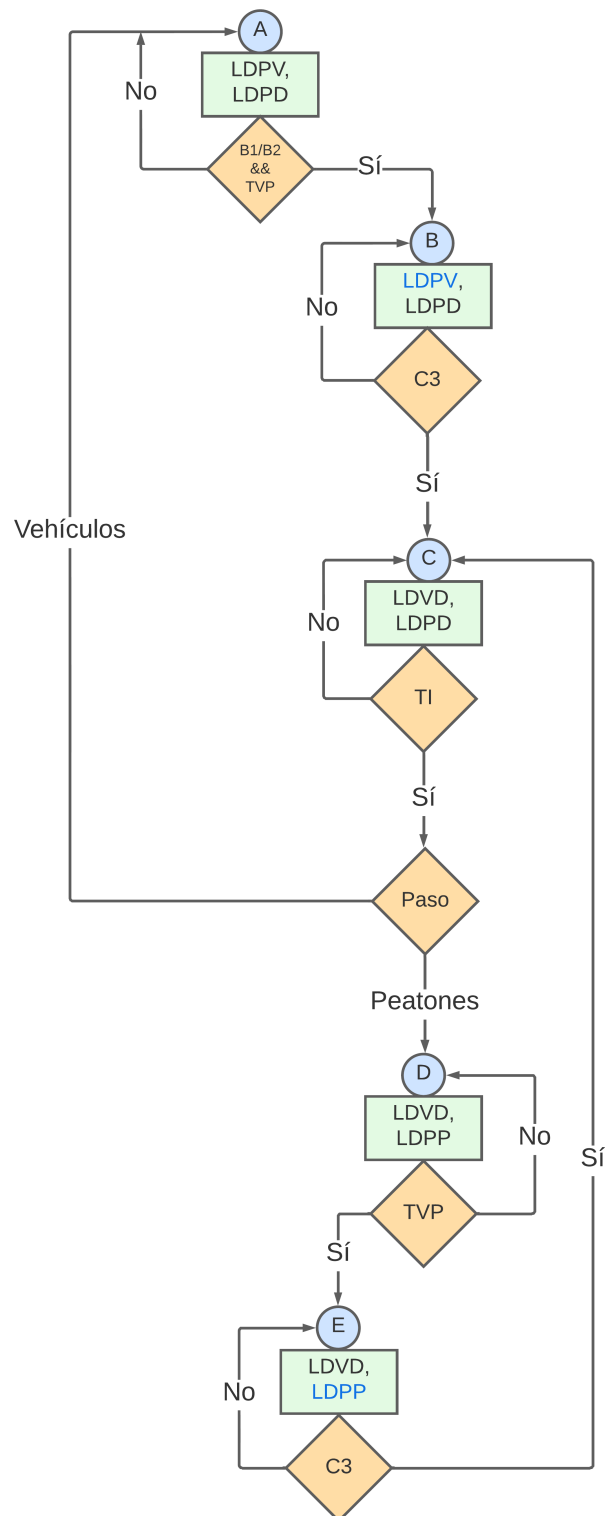 A
LDPV,
LDPD
No
B1/B2
&&
TVP
Sí
B
LDPV,
LDPD
No
C3
Sí
Vehículos
C
LDVD,
LDPD
No
TI
Sí
Paso
Peatones
D
LDVD,
LDPP
No
Sí
TVP
Sí
E
LDVD,
LDPP
No
C3